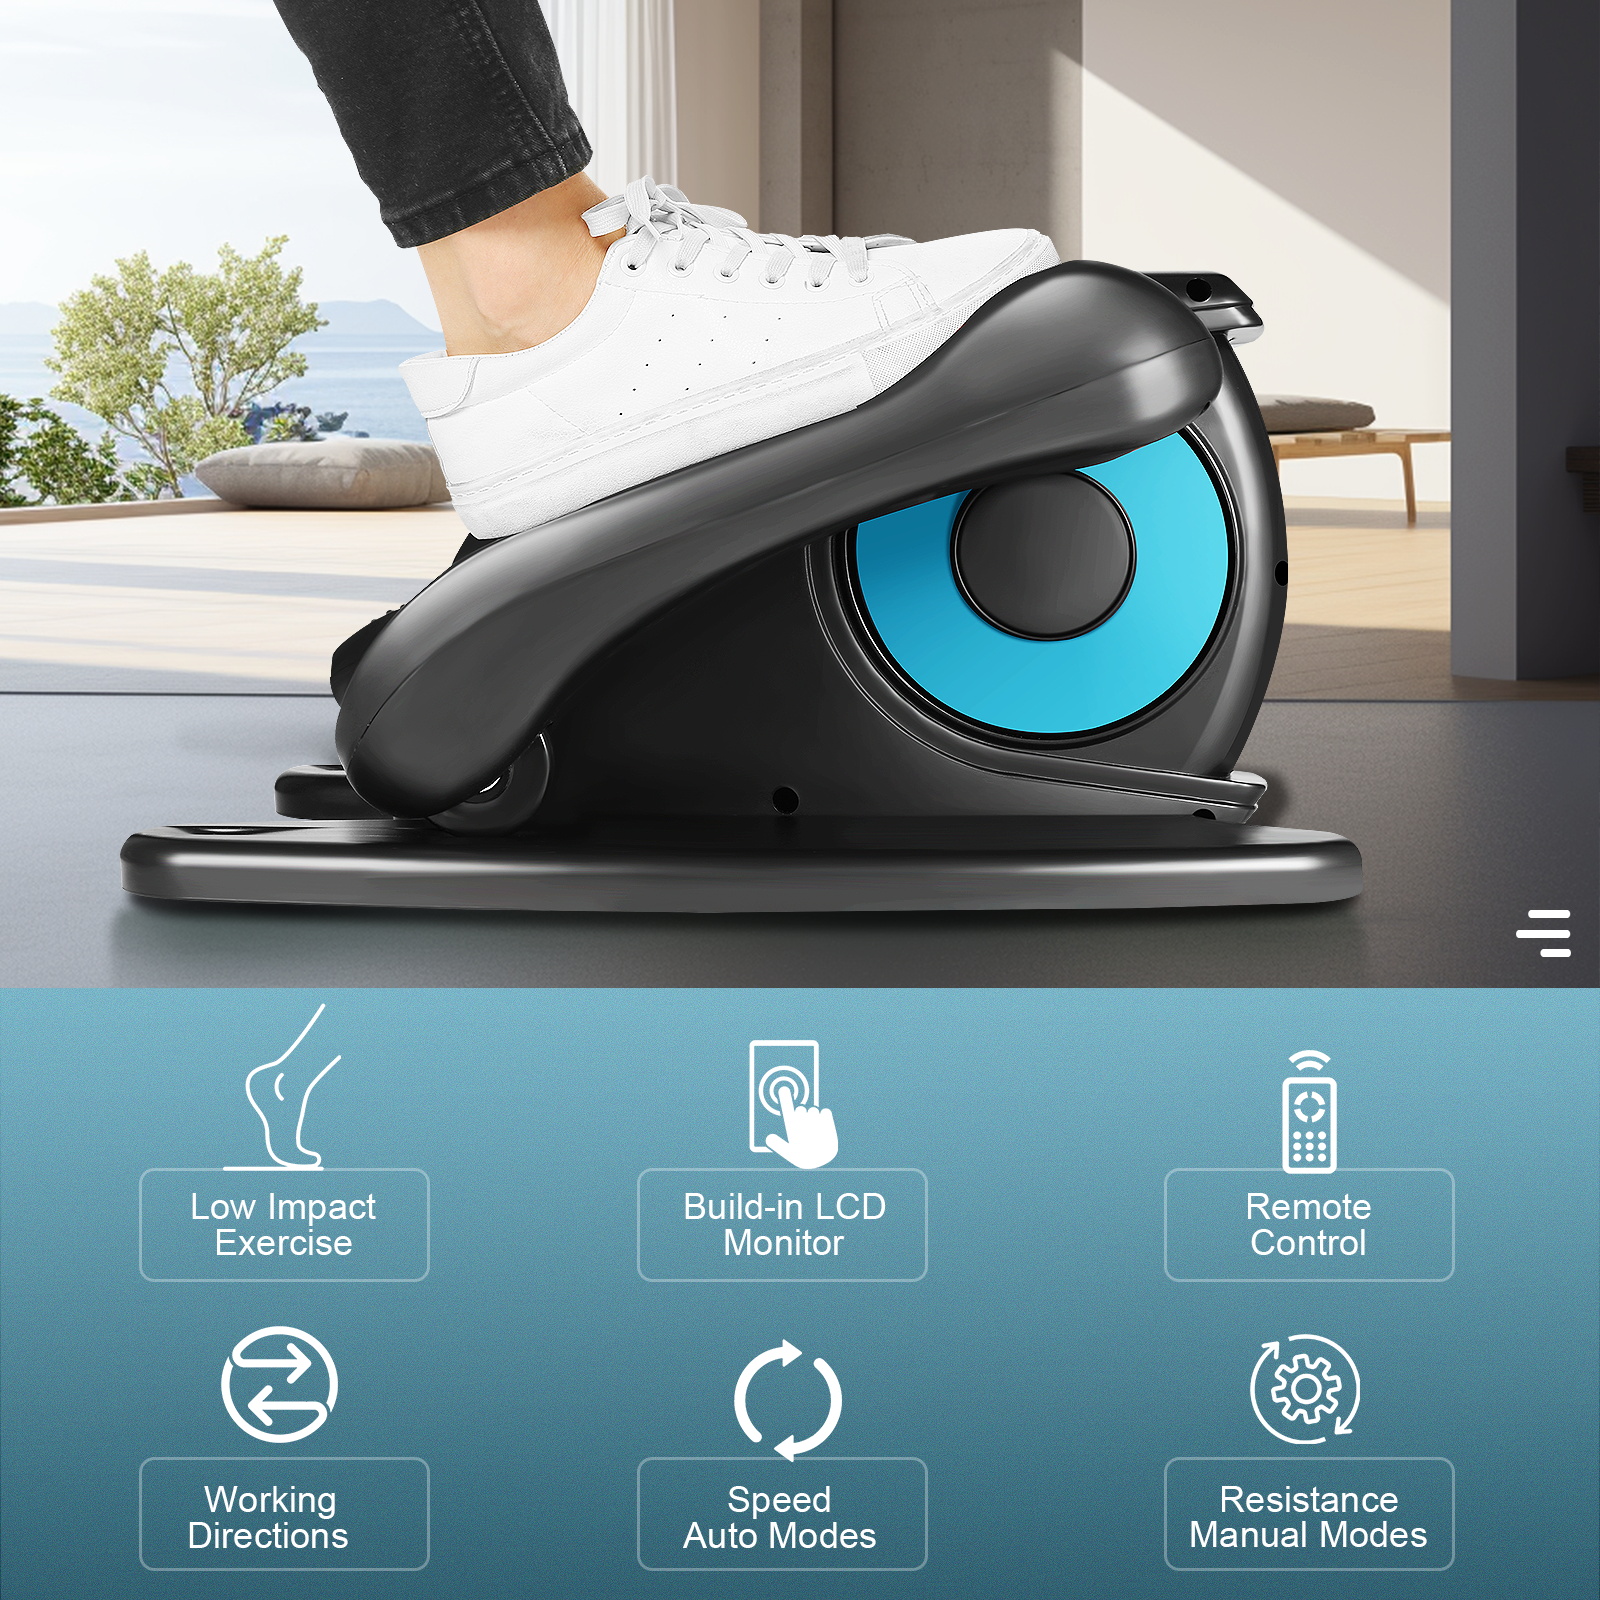 Low Impact
Exercise
Build-in LCD
Monitor
Remote
Control
Working
Directions
Speed
Auto Modes
Resistance
Manual Modes